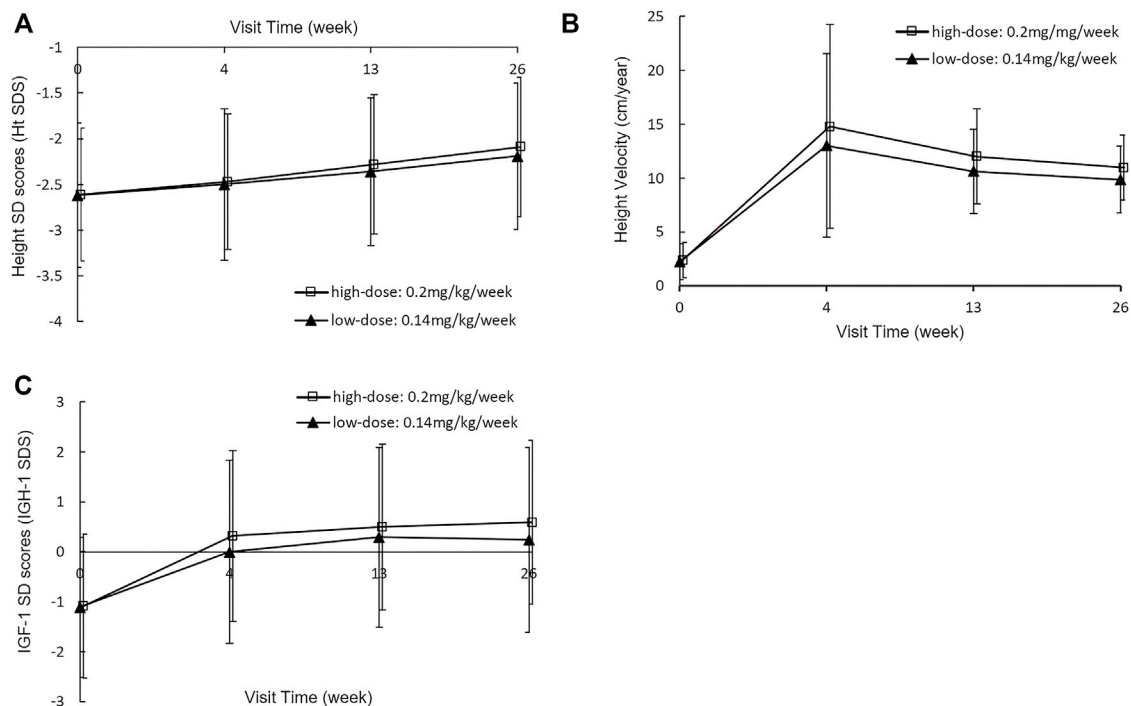 A
Visit Time (week)
-1
0
4
13
26
-1.5
-2
-2.5
-3
-3.5
-4
Height SD scores (Ht SDS)
high-dose: 0.2mg/kg/week
low-dose: 0.14mg/kg/week
B
25
20
15
10
5
0
Height Velocity (cm/year)
high-dose: 0.2mg/mg/week
low-dose: 0.14mg/kg/week
0
4
13
26
Visit Time (week)
C
3
2
1
0
-1
-2
-3
IGF-1 SD scores (IGH-1 SDS)
high-dose: 0.2mg/kg/week
low-dose: 0.14mg/kg/week
0
4
13
26
Visit Time (week)